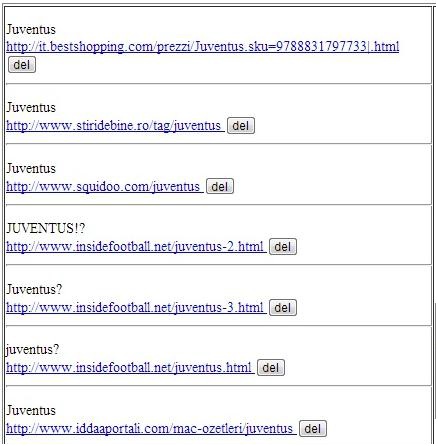 Juventus
http://it.bestshopping.com/prezzi/Juventus.sku=9788831797733|.html
del
Juventus
http://www.stiridebine.ro/tag/juventus del
Juventus
http://www.squidoo.com/juventus del
JUVENTUS!?
http://www.insidefootball.net/juventus-2.html del
Juventus?
http://www.insidefootball.net/juventus-3.html del
juventus?
http://www.insidefootball.net/juventus.html del
Juventus
http://www.iddaaportali.com/mac-ozetleri/juventus del